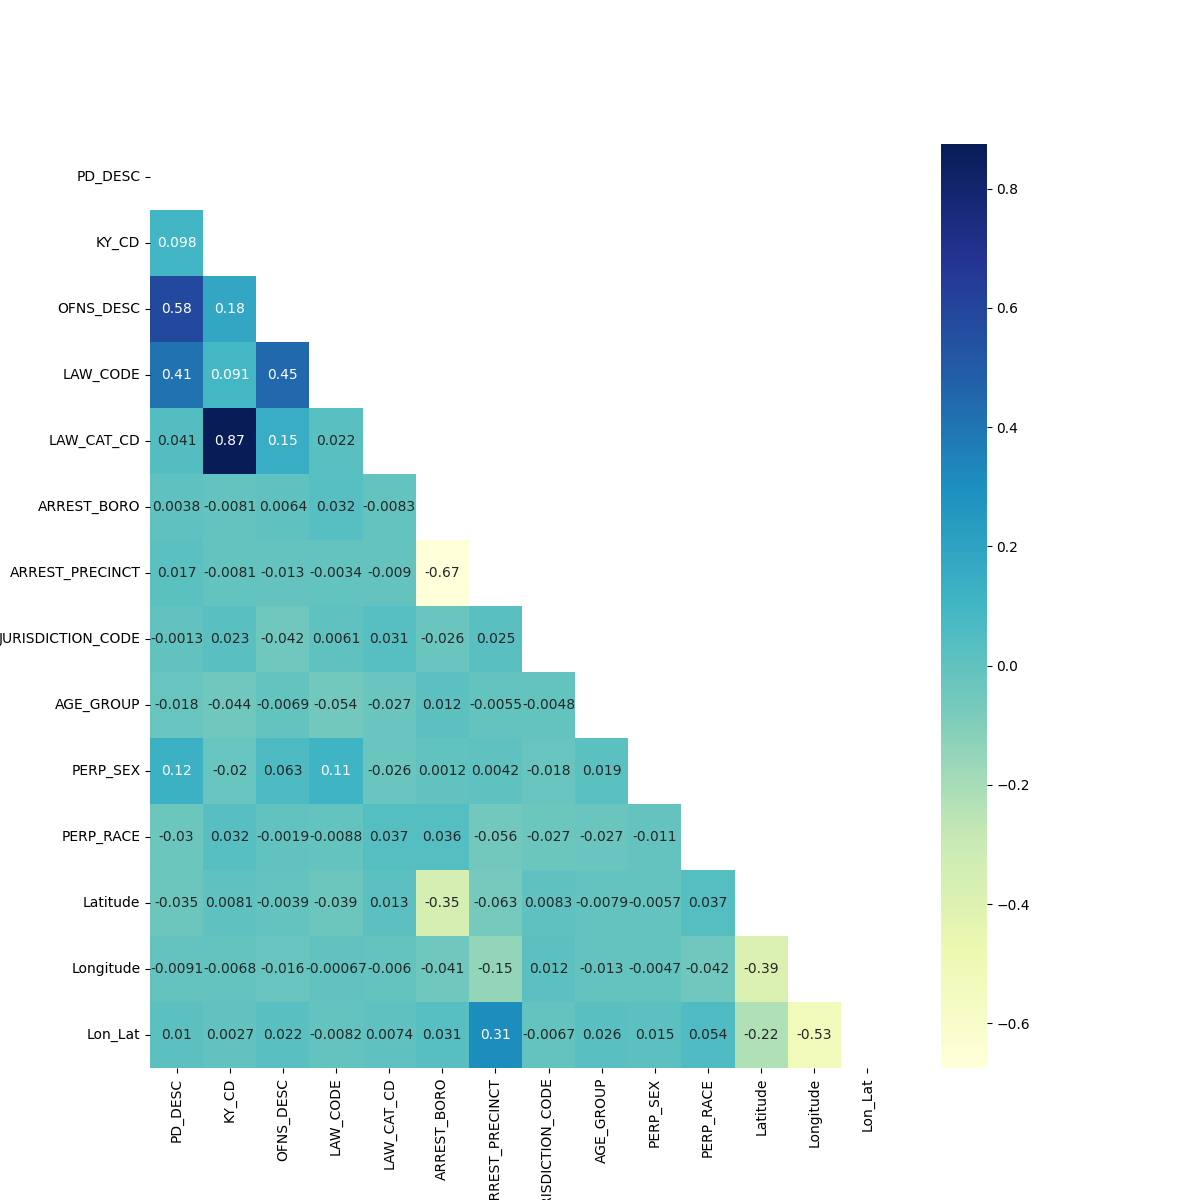 PD_DESC
KY_CD 0.098
OFNS_DESC 0.58 0.18
LAW_CODE 0.41 0.091 0.45
LAW_CAT_CD 0.041 0.87 0.15 0.022
ARREST_BORO 0.0038 -0.0081 0.0064 0.032 -0.0083
ARREST_PRECINCT 0.017 -0.0081 -0.013 -0.0034 -0.009 -0.67
JURISDICTION_CODE -0.0013 0.023 -0.042 0.0061 0.031 -0.026 0.025
AGE_GROUP -0.018 -0.044 -0.0069 -0.054 -0.027 0.012 -0.0055 -0.0048
PERP_SEX 0.12 -0.02 0.063 0.11 -0.026 0.0012 0.0042 -0.018 0.019
PERP_RACE -0.03 0.032 -0.0019 -0.0088 0.037 0.036 -0.056 -0.027 -0.027 -0.011
Latitude -0.035 0.0081 -0.0039 -0.039 0.013 -0.35 -0.063 0.0083 -0.0079 -0.0057 0.037
Longitude -0.0091 -0.0068 -0.016 -0.00067 -0.006 -0.041 -0.15 0.012 -0.013 -0.0047 -0.042 -0.39
Lon_Lat 0.01 0.0027 0.022 -0.0082 0.0074 0.031 0.31 -0.0067 0.026 0.015 0.054 -0.22 -0.53
PD_DESC
KY_CD
OFNS_DESC
LAW_CODE
LAW_CAT_CD
ARREST_BORO
RREST_PRECINCT
ISDICTION_CODE
AGE_GROUP
PERP_SEX
PERP_RACE
Latitude
Longitude
Lon_Lat
0.8
0.6
0.4
0.2
0.0
−0.2
−0.4
−0.6